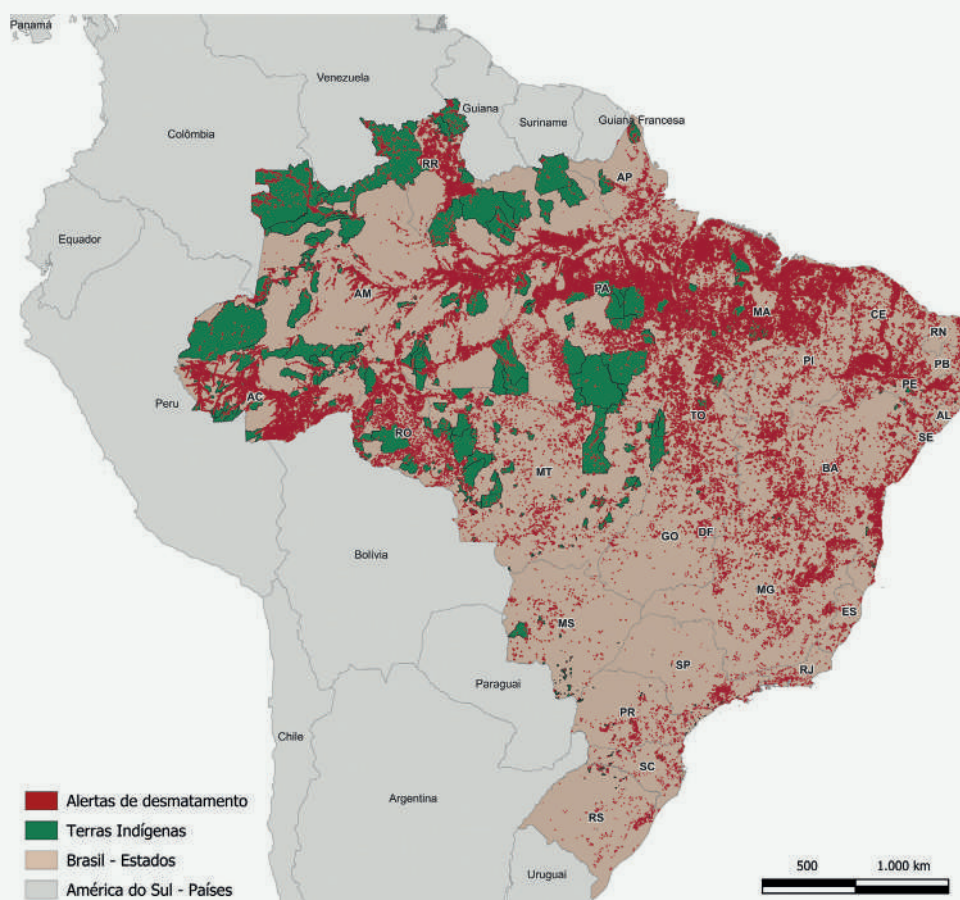 Panamá
Venezuela
Guiana
Suriname
Guiana Francesa
Colômbia
RR
AP
Equador
AM
PA
MA
CE
RN
PI
PB
PE
Peru
AC
TO
AL
RO
SE
MT
BA
Bolívia
GO
DF
MG
MS
ES
SP
RJ
Paraguai
PR
Chile
SC
Argentina
RS
Uruguai
Alertas de desmatamento
Terras Indígenas
Brasil - Estados
América do Sul - Países
500 1.000 km